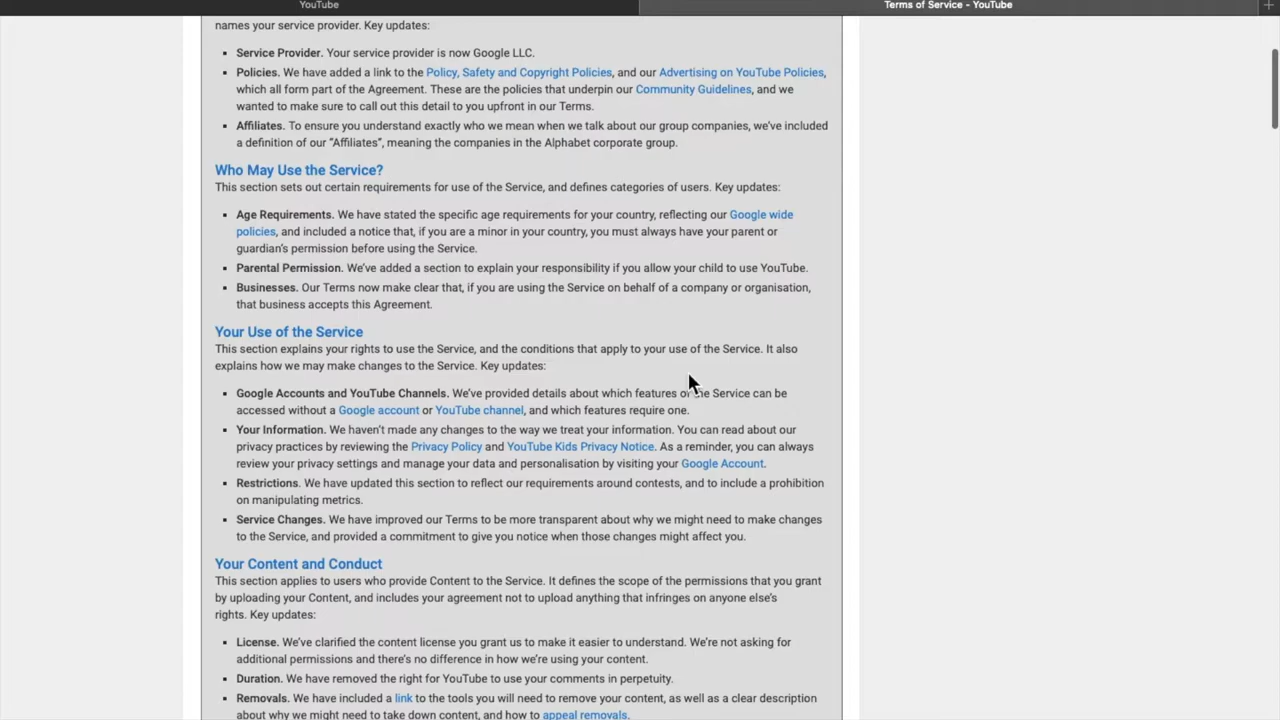 YouTube
Terms of Service - YouTube
names your service provider. Key updates:
▪ Service Provider. Your service provider is now Google LLC.
▪ Policies. We have added a link to the Policy, Safety and Copyright Policies, and our Advertising on YouTube Policies,
which all form part of the Agreement. These are the policies that underpin our Community Guidelines, and we
wanted to make sure to call out this detail to you upfront in our Terms.
▪ Affiliates. To ensure you understand exactly who we mean when we talk about our group companies, we've included
a definition of our “Affiliates”, meaning the companies in the Alphabet corporate group.
Who May Use the Service?
This section sets out certain requirements for use of the Service, and defines categories of users. Key updates:
▪ Age Requirements. We have stated the specific age requirements for your country, reflecting our Google wide
policies, and included a notice that, if you are a minor in your country, you must always have your parent or
guardian's permission before using the Service.
▪ Parental Permission. We've added a section to explain your responsibility if you allow your child to use YouTube.
▪ Businesses. Our Terms now make clear that, if you are using the Service on behalf of a company or organisation,
that business accepts this Agreement.
Your Use of the Service
This section explains your rights to use the Service, and the conditions that apply to your use of the Service. It also
explains how we may make changes to the Service. Key updates:
▪ Google Accounts and YouTube Channels. We've provided details about which features of the Service can be
accessed without a Google account or YouTube channel, and which features require one.
▪ Your Information. We haven't made any changes to the way we treat your information. You can read about our
privacy practices by reviewing the Privacy Policy and YouTube Kids Privacy Notice. As a reminder, you can always
review your privacy settings and manage your data and personalisation by visiting your Google Account.
▪ Restrictions. We have updated this section to reflect our requirements around contests, and to include a prohibition
on manipulating metrics.
▪ Service Changes. We have improved our Terms to be more transparent about why we might need to make changes
to the Service, and provided a commitment to give you notice when those changes might affect you.
Your Content and Conduct
This section applies to users who provide Content to the Service. It defines the scope of the permissions that you grant
by uploading your Content, and includes your agreement not to upload anything that infringes on anyone else's
rights. Key updates:
▪ License. We've clarified the content license you grant us to make it easier to understand. We're not asking for
additional permissions and there's no difference in how we're using your content.
▪ Duration. We have removed the right for YouTube to use your comments in perpetuity.
▪ Removals. We have included a link to the tools you will need to remove your content, as well as a clear description
about why we might need to take down content, and how to appeal removals.